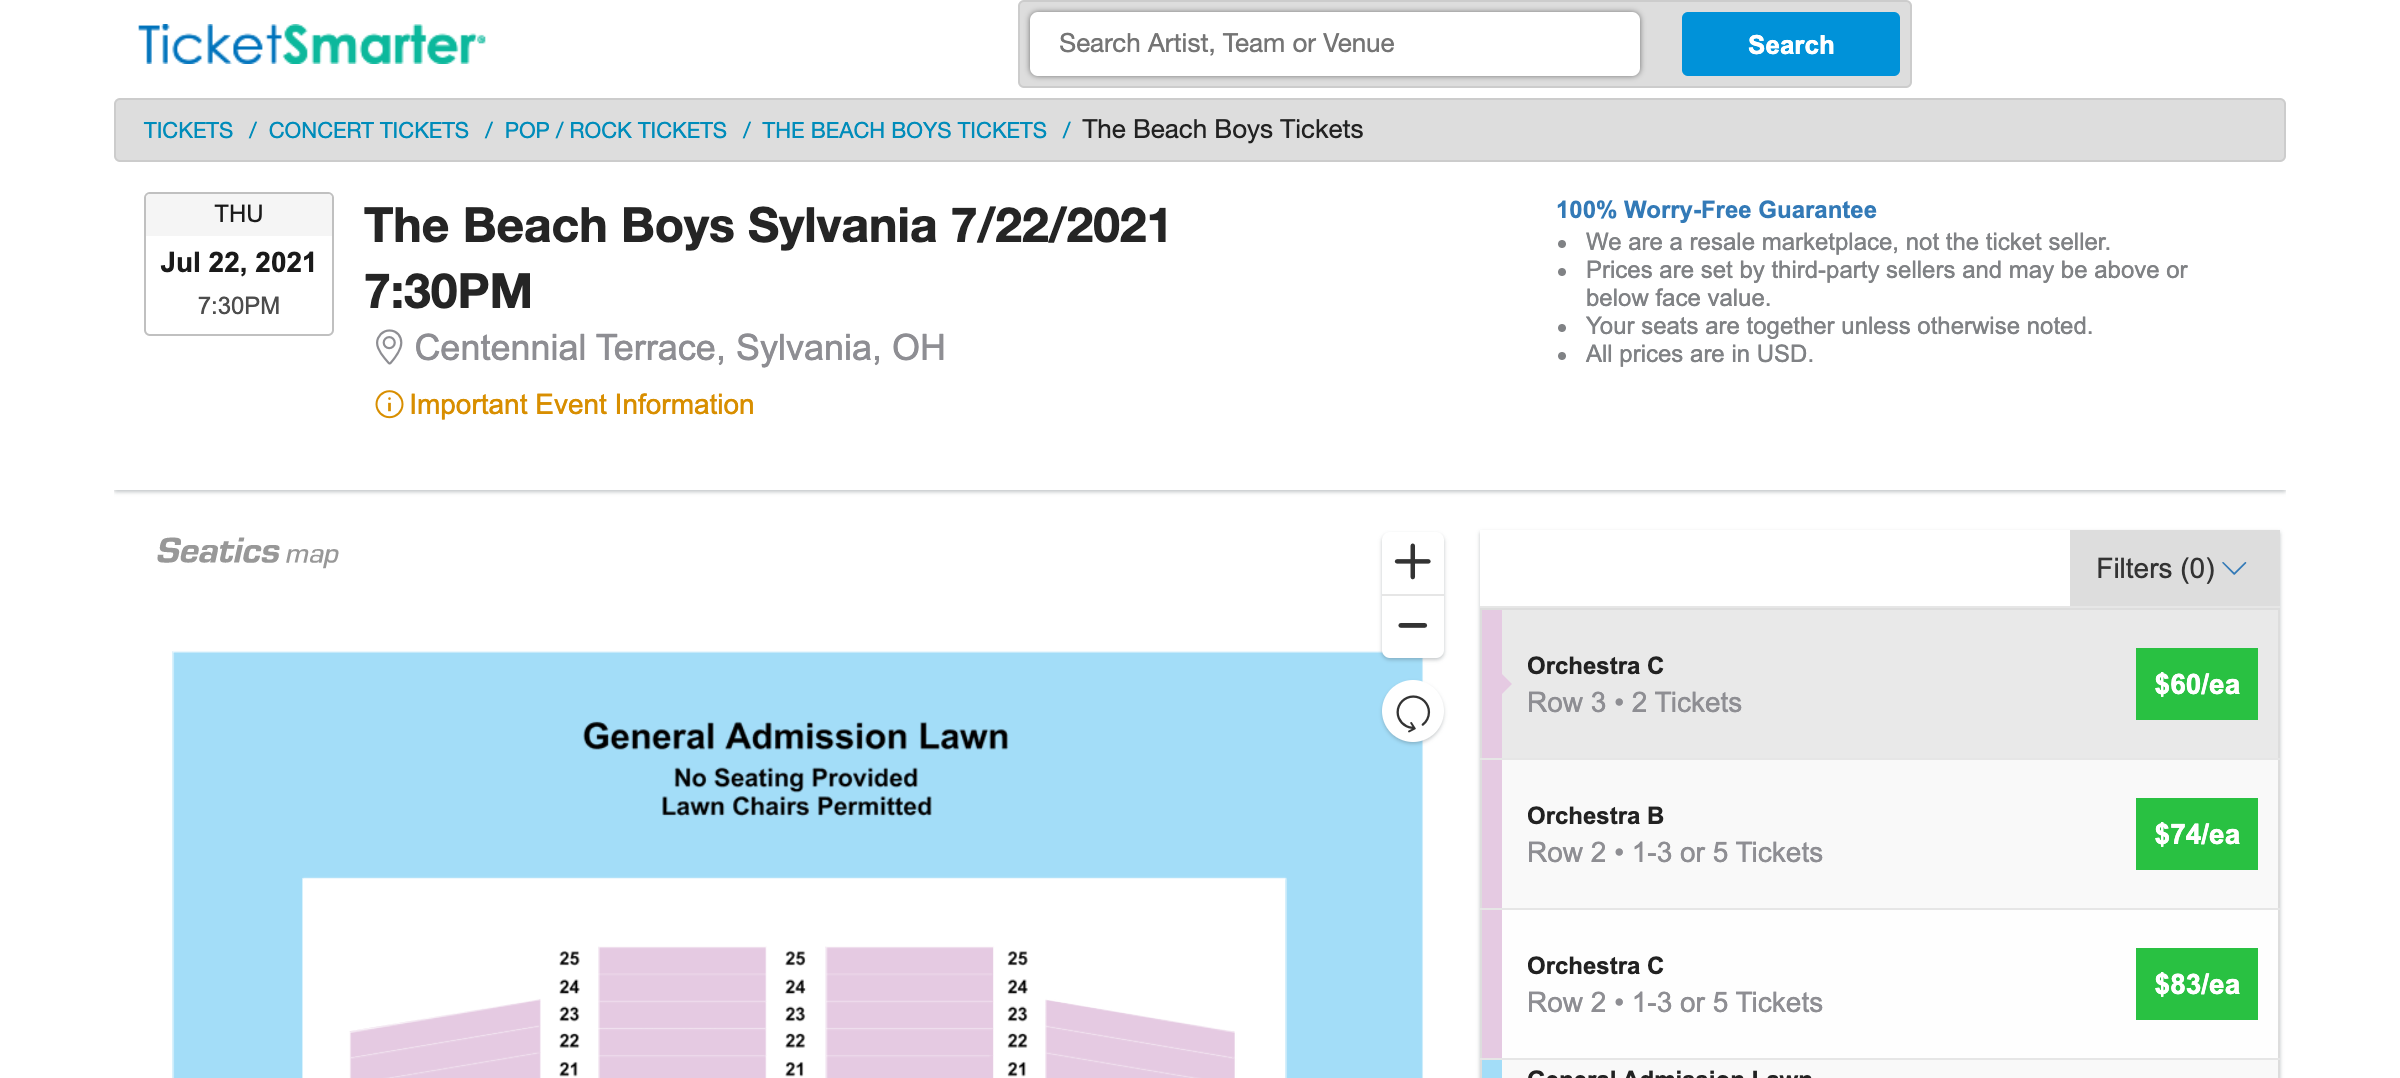 TicketSmarter
Search Artist, Team or Venue
Search
TICKETS / CONCERT TICKETS / POP / ROCK TICKETS / THE BEACH BOYS TICKETS / The Beach Boys Tickets
THU
Jul 22, 2021
7:30PM
The Beach Boys Sylvania 7/22/2021
7:30PM
Centennial Terrace, Sylvania, OH
Important Event Information
100% Worry-Free Guarantee
• We are a resale marketplace, not the ticket seller.
• Prices are set by third-party sellers and may be above or
below face value.
• Your seats are together unless otherwise noted.
• All prices are in USD.
Seatics map
General Admission Lawn
No Seating Provided
Lawn Chairs Permitted
25 25 25
24 24 24
23 23 23
22 22 22
21 21 21
Filters (0)
Orchestra C
Row 3 • 2 Tickets
$60/ea
Orchestra B
Row 2 • 1-3 or 5 Tickets
$74/ea
Orchestra C
Row 2 • 1-3 or 5 Tickets
$83/ea
General Admission Lawn